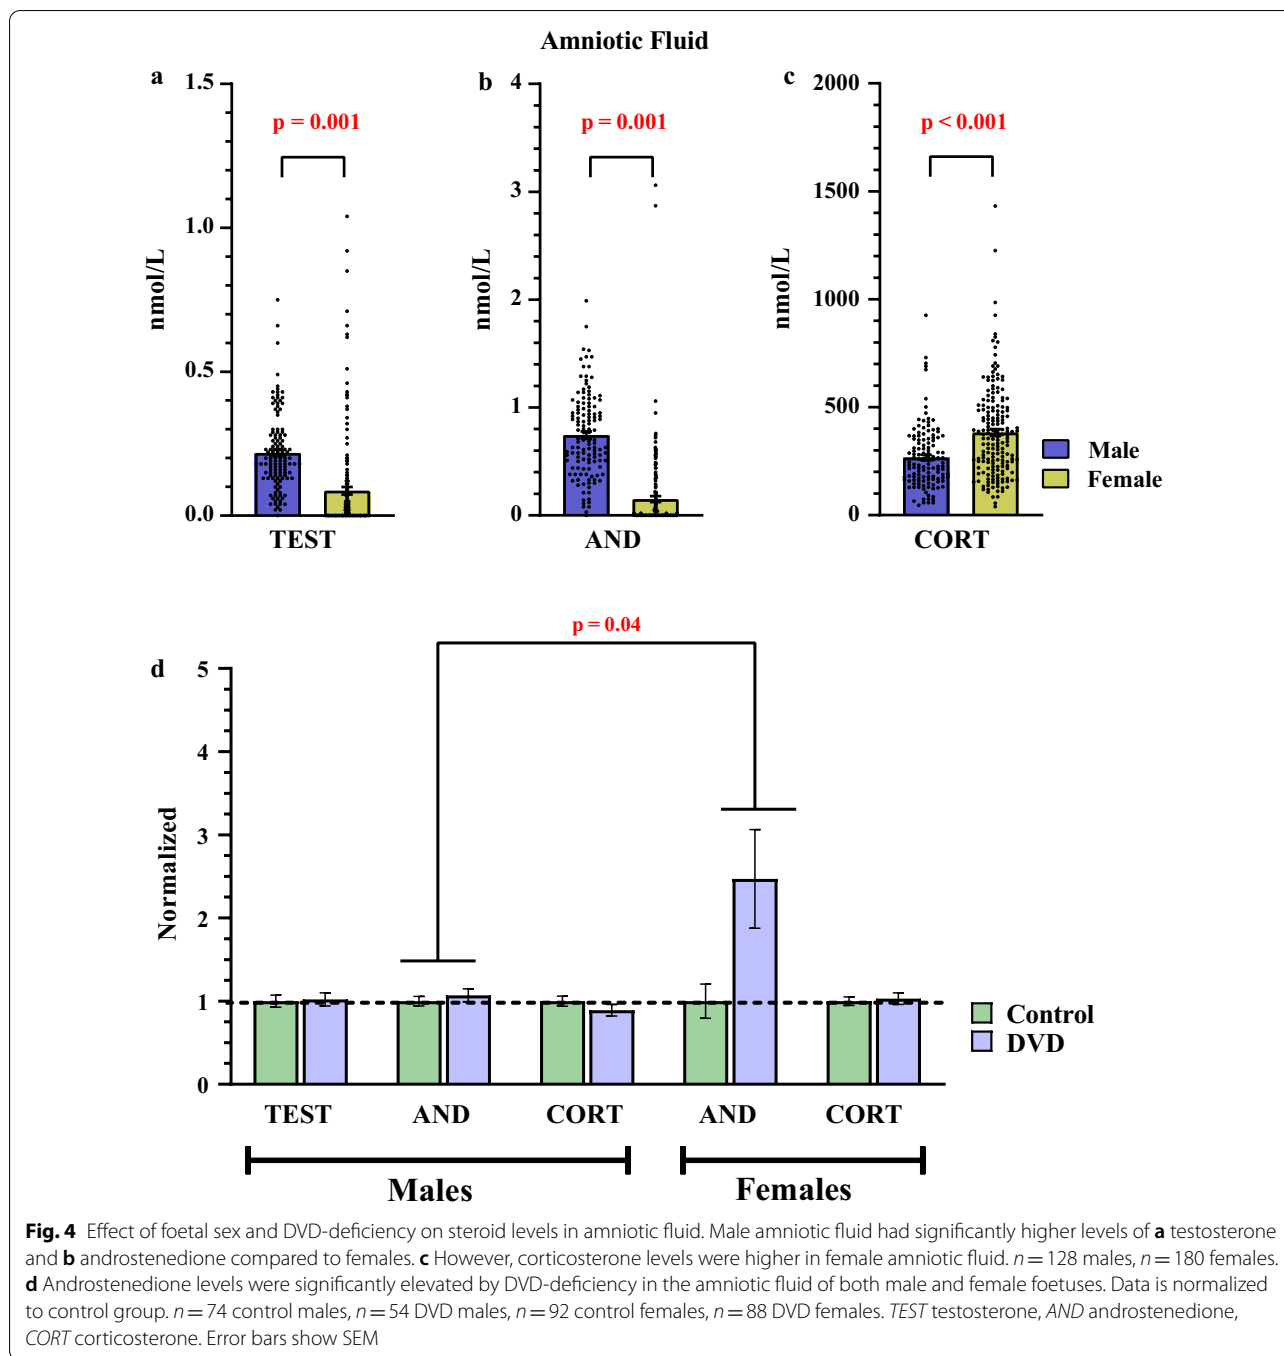 Amniotic Fluid
a
1.5
1.0
0.5
0.0
nmol/L
p = 0.001
TEST
b
4
3
2
1
0
nmol/L
p = 0.001
AND
c
2000
1500
1000
500
0
nmol/L
p < 0.001
CORT
Male
Female
d
5
4
3
2
1
0
Normalized
p = 0.04
Control
DVD
TEST AND CORT AND CORT
Males Females
Fig. 4 Effect of foetal sex and DVD-deficiency on steroid levels in amniotic fluid. Male amniotic fluid had significantly higher levels of a testosterone
and b androstenedione compared to females. c However, corticosterone levels were higher in female amniotic fluid. n = 128 males, n = 180 females.
d Androstenedione levels were significantly elevated by DVD-deficiency in the amniotic fluid of both male and female foetuses. Data is normalized
to control group. n = 74 control males, n = 54 DVD males, n = 92 control females, n = 88 DVD females. TEST testosterone, AND androstenedione,
CORT corticosterone. Error bars show SEM